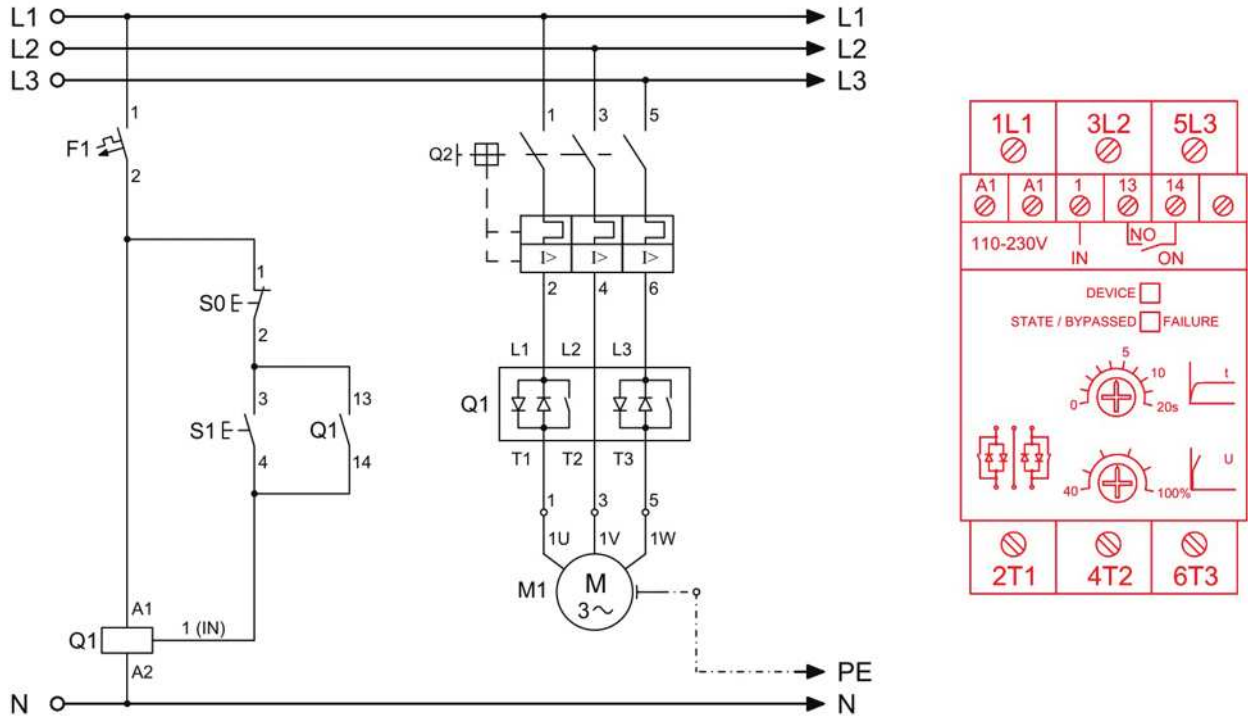 L1 L1
L2 L2
L3 L3
1 1 3 5
F1 Q2
2
I> I> I>
1 2 4 6
S0
2
L1 L2 L3
3 13
Q1
S1 Q1
4 14
T1 T2 T3
1 3 5
1U 1V 1W
M1 M
3~
A1
1 (IN)
Q1
A2
PE
N N
1L1 3L2 5L3
A1 A1 1 13 14
110-230V NO
IN ON
DEVICE
STATE / BYPASSED FAILURE
5
10 t
0 20s
U
40 100%
2T1 4T2 6T3